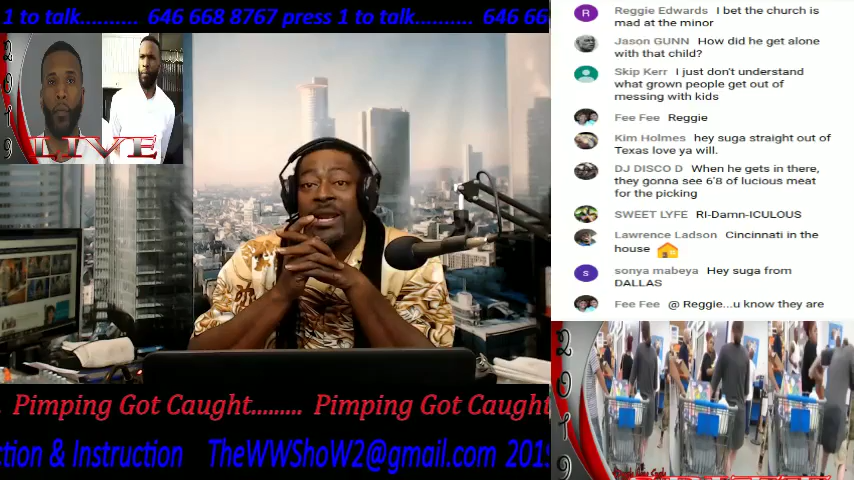 1 to talk.......... 646 668 8767 press 1 to talk.......... 646 66
2019
LIVE
Reggie Edwards I bet the church is
mad at the minor
Jason GUNN How did he get alone
with that child?
Skip Kerr I just don't understand
what grown people get out of
messing with kids
Fee Fee Reggie
Kim Holmes hey suga straight out of
Texas love ya will.
DJ DISCO D When he gets in there,
they gonna see 6'8 of lucious meat
for the picking
SWEET LYFE RI-Damn-ICULOUS
Lawrence Ladson Cincinnati in the
house
sonya mabeya Hey suga from
DALLAS
Fee Fee @ Reggie...u know they are
2019
. Pimping Got Caught......... Pimping Got Caught
ction & Instruction TheWWShoW2@gmail.com 2019